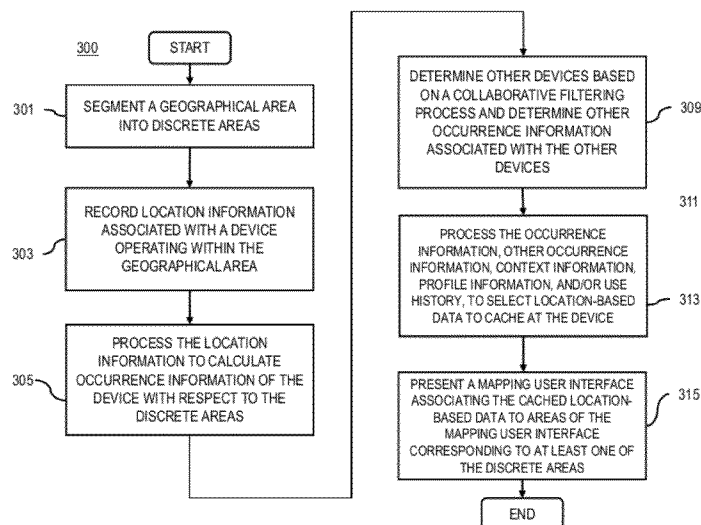 300
START
301
SEGMENT A GEOGRAPHICAL AREA
INTO DISCRETE AREAS
303
RECORD LOCATION INFORMATION
ASSOCIATED WITH A DEVICE
OPERATING WITHIN THE
GEOGRAPHICAL AREA
305
PROCESS THE LOCATION
INFORMATION TO CALCULATE
OCCURRENCE INFORMATION OF THE
DEVICE WITH RESPECT TO THE
DISCRETE AREAS
DETERMINE OTHER DEVICES BASED
ON A COLLABORATIVE FILTERING
PROCESS AND DETERMINE OTHER
OCCURRENCE INFORMATION
ASSOCIATED WITH THE OTHER
DEVICES
309
311
PROCESS THE OCCURRENCE
INFORMATION, OTHER OCCURRENCE
INFORMATION, CONTEXT INFORMATION,
PROFILE INFORMATION, AND/OR USE
HISTORY, TO SELECT LOCATION-BASED
DATA TO CACHE AT THE DEVICE
313
PRESENT A MAPPING USER INTERFACE
ASSOCIATING THE CACHED LOCATION-
BASED DATA TO AREAS OF THE
MAPPING USER INTERFACE
CORRESPONDING TO AT LEAST ONE OF
THE DISCRETE AREAS
315
END